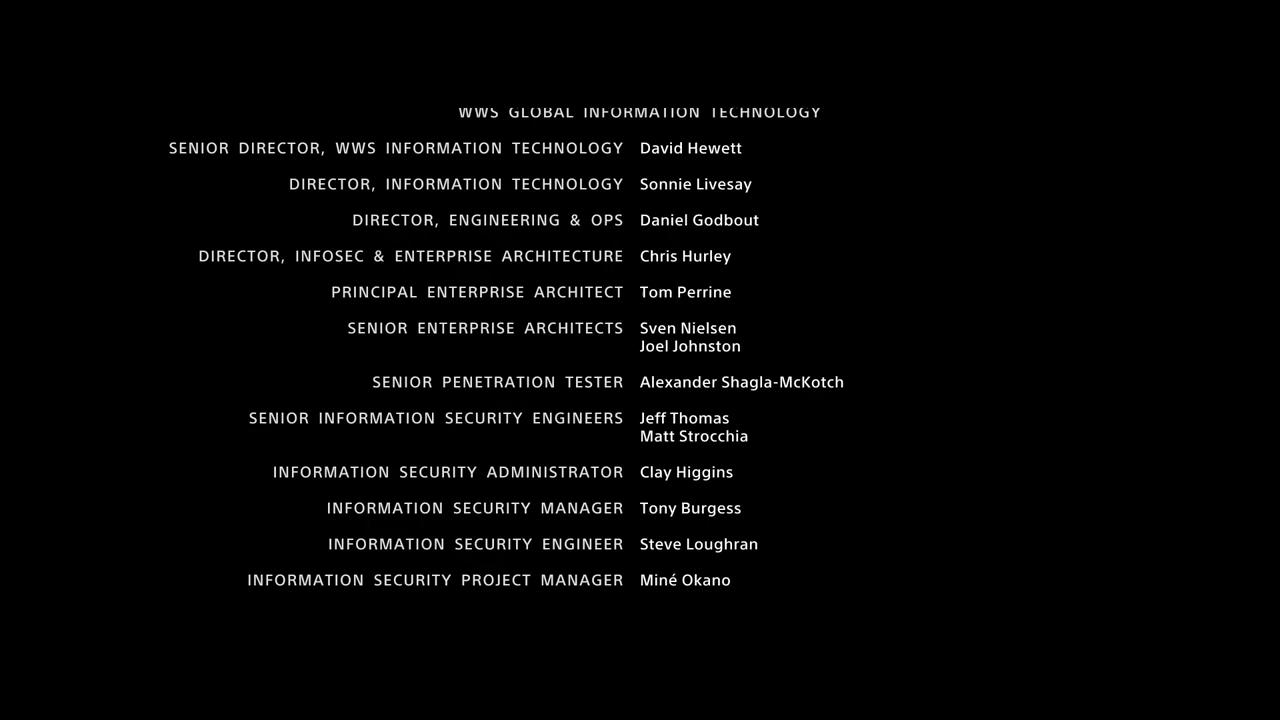 WWS GLOBAL INFORMATION TECHNOLOGY
SENIOR DIRECTOR, WWS INFORMATION TECHNOLOGY David Hewett
DIRECTOR, INFORMATION TECHNOLOGY Sonnie Livesay
DIRECTOR, ENGINEERING & OPS Daniel Godbout
DIRECTOR, INFOSEC & ENTERPRISE ARCHITECTURE Chris Hurley
PRINCIPAL ENTERPRISE ARCHITECT Tom Perrine
SENIOR ENTERPRISE ARCHITECTS Sven Nielsen
Joel Johnston
SENIOR PENETRATION TESTER Alexander Shagla-McKotch
SENIOR INFORMATION SECURITY ENGINEERS Jeff Thomas
Matt Strocchia
INFORMATION SECURITY ADMINISTRATOR Clay Higgins
INFORMATION SECURITY MANAGER Tony Burgess
INFORMATION SECURITY ENGINEER Steve Loughran
INFORMATION SECURITY PROJECT MANAGER Miné Okano